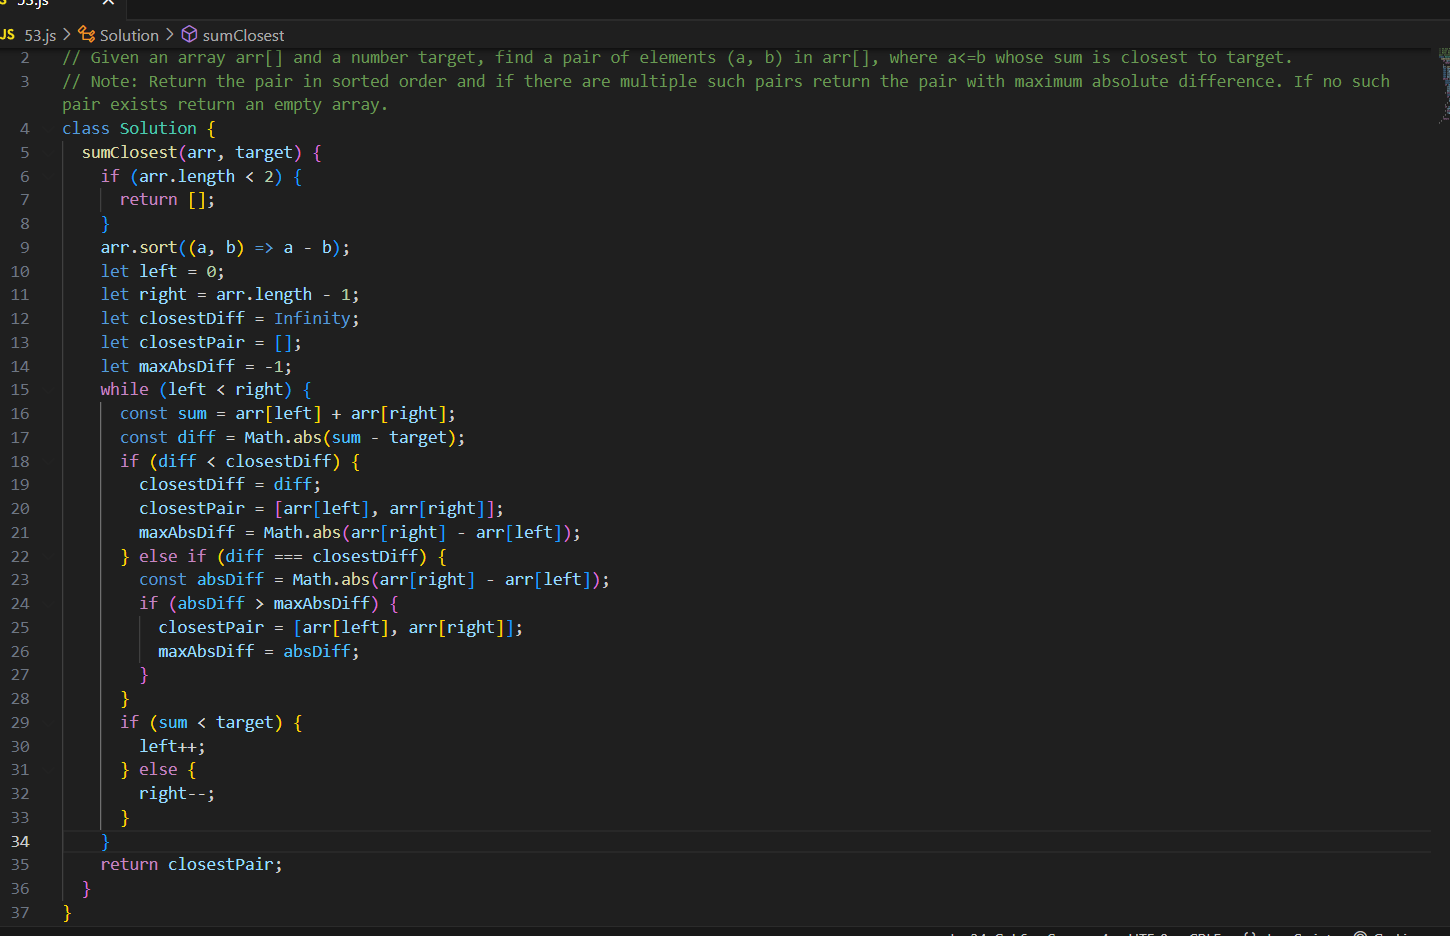 53.js
JS 53.js > Solution > sumClosest
2 // Given an array arr[] and a number target, find a pair of elements (a, b) in arr[], where a<=b whose sum is closest to target.
3 // Note: Return the pair in sorted order and if there are multiple such pairs return the pair with maximum absolute difference. If no such
pair exists return an empty array.
4 class Solution {
5 sumClosest(arr, target) {
6 if (arr.length < 2) {
7 return [];
8 }
9 arr.sort((a, b) => a - b);
10 let left = 0;
11 let right = arr.length - 1;
12 let closestDiff = Infinity;
13 let closestPair = [];
14 let maxAbsDiff = -1;
15 while (left < right) {
16 const sum = arr[left] + arr[right];
17 const diff = Math.abs(sum - target);
18 if (diff < closestDiff) {
19 closestDiff = diff;
20 closestPair = [arr[left], arr[right]];
21 maxAbsDiff = Math.abs(arr[right] - arr[left]);
22 } else if (diff === closestDiff) {
23 const absDiff = Math.abs(arr[right] - arr[left]);
24 if (absDiff > maxAbsDiff) {
25 closestPair = [arr[left], arr[right]];
26 maxAbsDiff = absDiff;
27 }
28 }
29 if (sum < target) {
30 left++;
31 } else {
32 right--;
33 }
34 }
35 return closestPair;
36 }
37 }